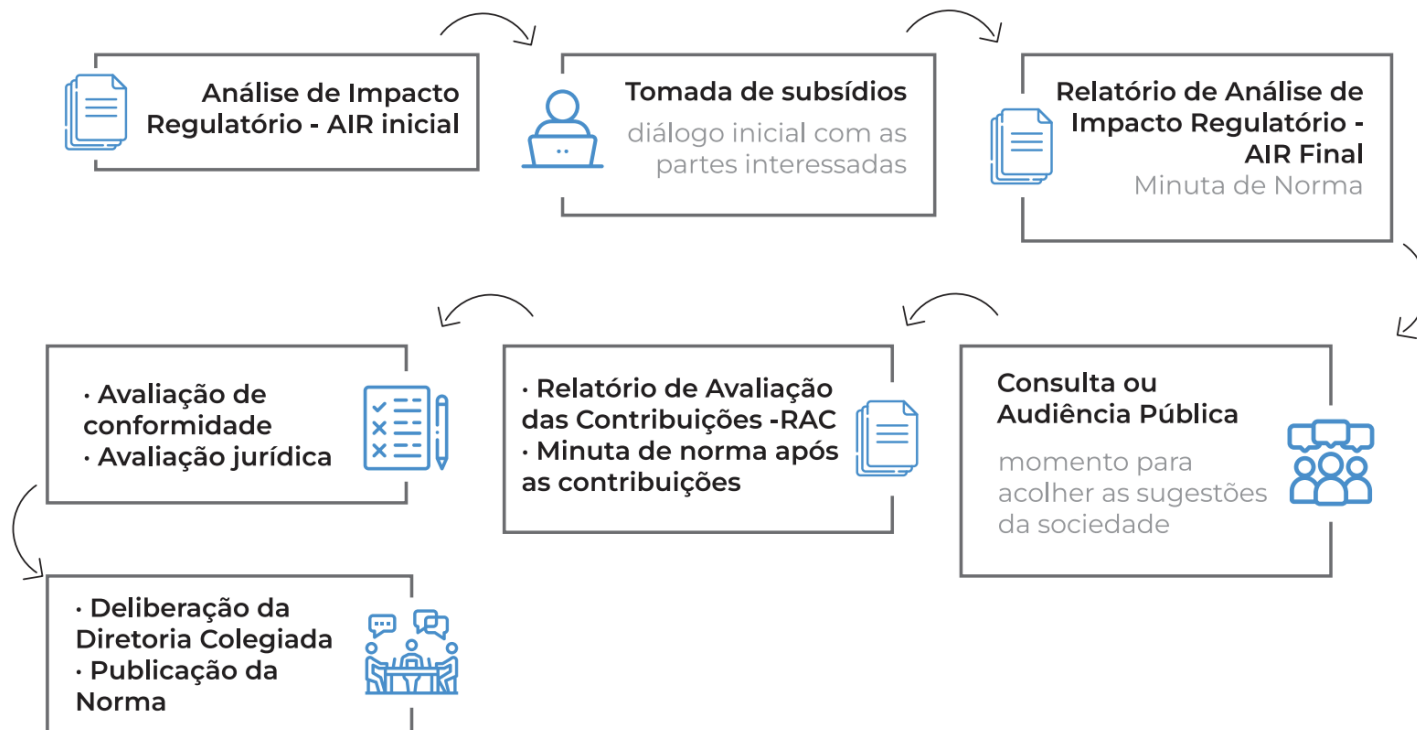 Análise de Impacto
Regulatório - AIR inicial
Tomada de subsídios
diálogo inicial com as
partes interessadas
Relatório de Análise de
Impacto Regulatório -
AIR Final
Minuta de Norma
Consulta ou
Audiência Pública
momento para
acolher as sugestões
da sociedade
· Relatório de Avaliação
das Contribuições -RAC
· Minuta de norma após
as contribuições
· Avaliação de
conformidade
· Avaliação jurídica
· Deliberação da
Diretoria Colegiada
· Publicação da
Norma